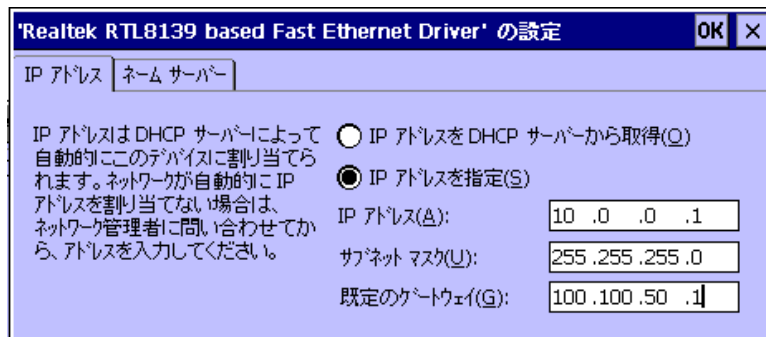 'Realtek RTL8139 based Fast Ethernet Driver' の設定 OK ×
IP アドレス ネーム サーバー
IP アドレスは DHCP サーバーによって
自動的にこのデバイスに割り当てら
れます。ネットワークが自動的に IP
アドレスを割り当てない場合は、
ネットワーク管理者に問い合わせてか
ら、アドレスを入力してください。
IP アドレスを DHCP サーバーから取得(O)
IP アドレスを指定(S)
IP アドレス(A): 10 .0 .0 .1
サブネット マスク(U): 255 .255 .255 .0
既定のゲートウェイ(G): 100 .100 .50 .1